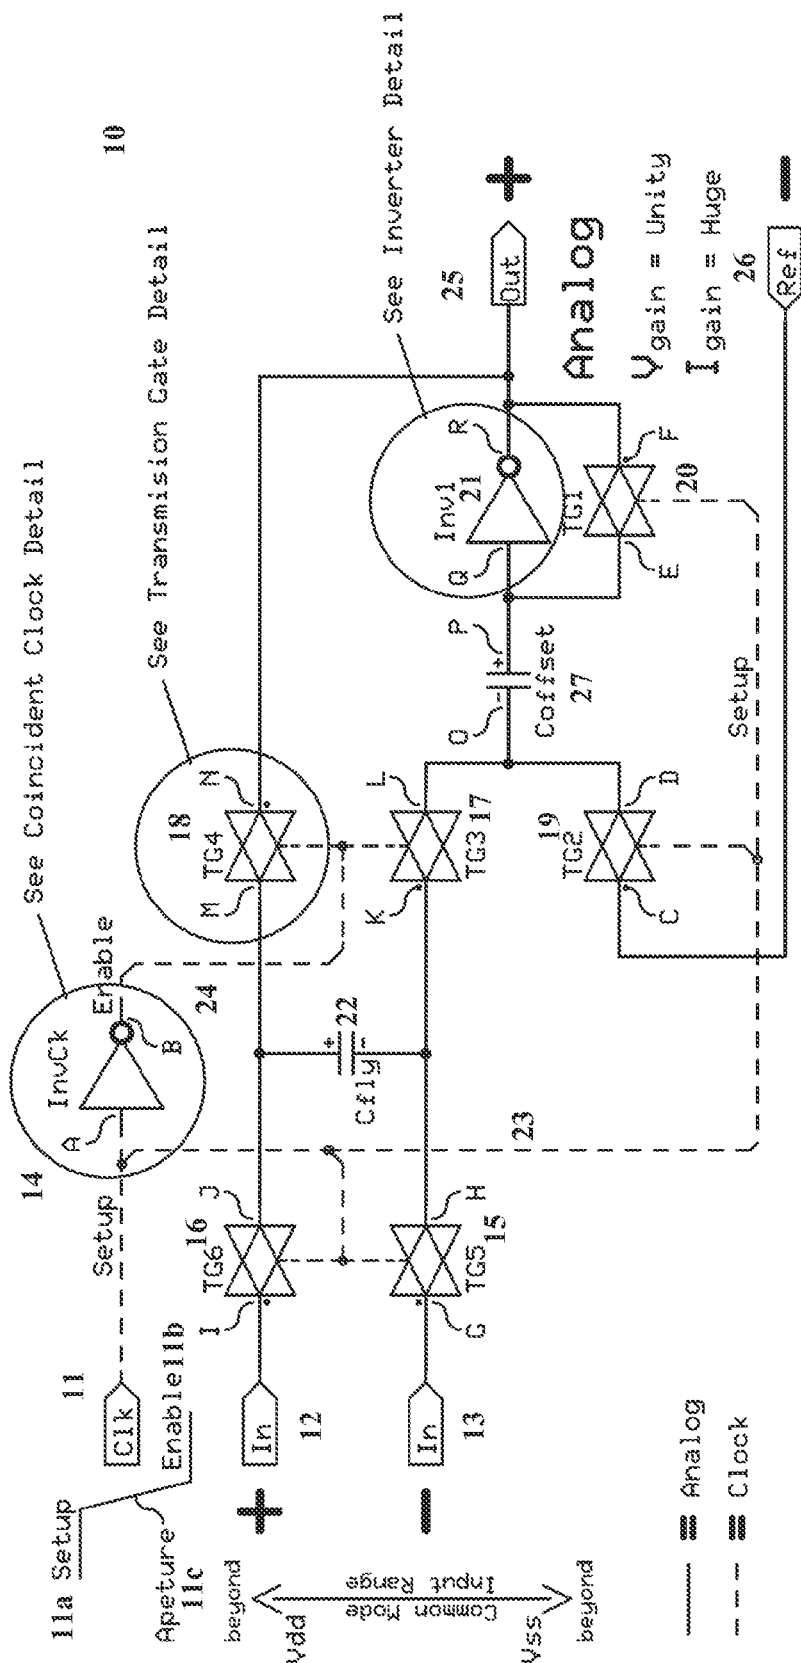 10
See Coincident Clock Detail
See Transmision Gate Detail
See Inverter Detail
14
InvCk
Enable
A
B
24
11
Clk
Setup
11a Setup
Enable11b
Apeture
11c
beyond
Vdd
Common Mode
Input Range
Vss
beyond
+
In
12
I
TG6
16
J
−
In
13
G
TG5
15
H
+
22
-
Cfly
23
M
TG4
18
N
K
TG3
17
L
C
TG2
19
D
O
-
+
P
Coffset
27
Q
Inv1
21
R
E
TG1
20
F
25
Out
+
Analog
Vgain = Unity
Igain = Huge
26
Ref
−
Setup
≡ Analog
≡ Clock